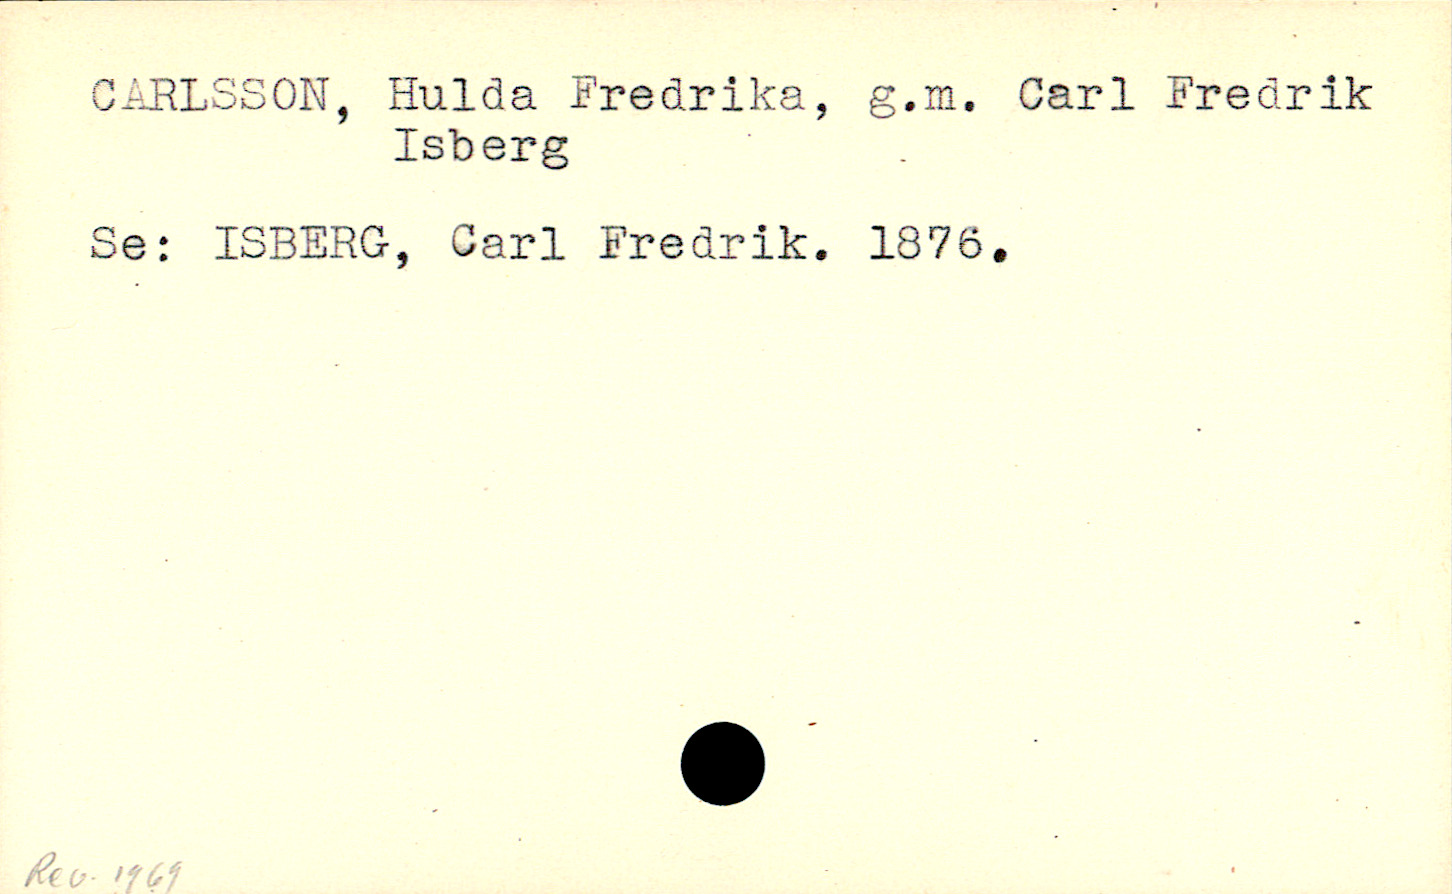 CARLSSON, Hulda Fredrika, g.m. Carl Fredrik
Isberg
Se: ISBERG, Carl Fredrik. 1876.
Rev. 1969